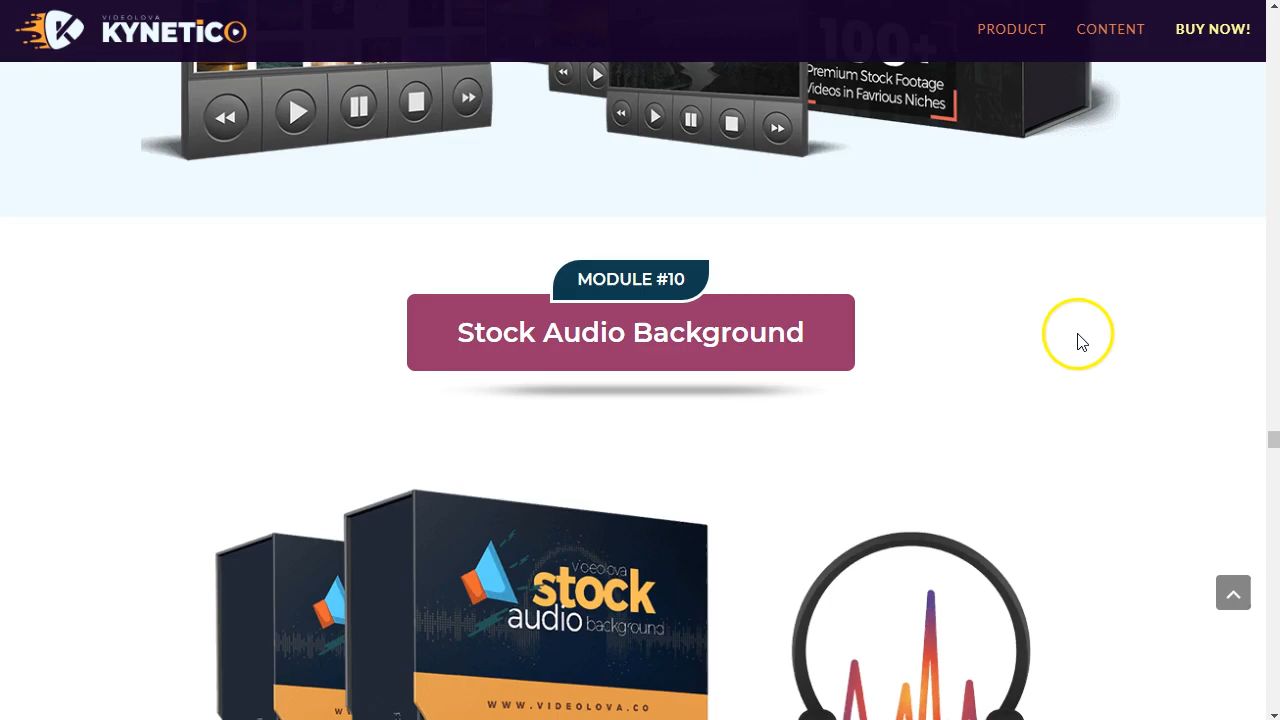 VIDEOLOVA
KYNETICO
PRODUCT
CONTENT
BUY NOW!
100+
Premium Stock Footage
Videos in Favrious Niches
MODULE #10
Stock Audio Background
videolova
stock
audio background
WWW.VIDEOLOVA.CO
W